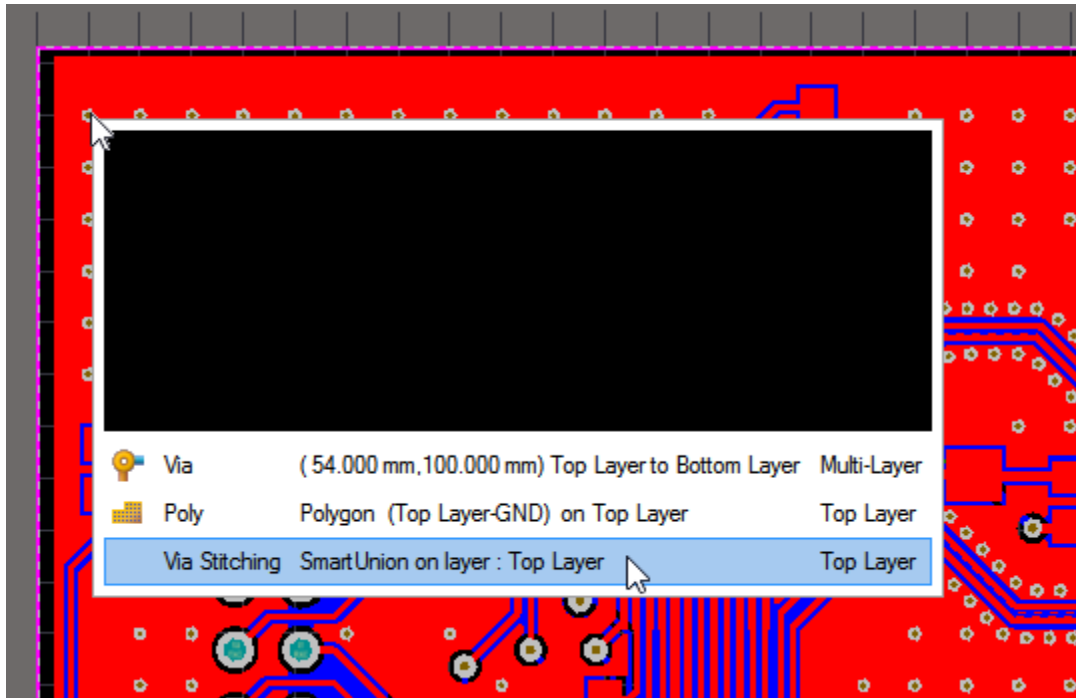 Via ( 54.000 mm,100.000 mm) Top Layer to Bottom Layer Multi-Layer
Poly Polygon (Top Layer-GND) on Top Layer Top Layer
Via Stitching SmartUnion on layer : Top Layer Top Layer